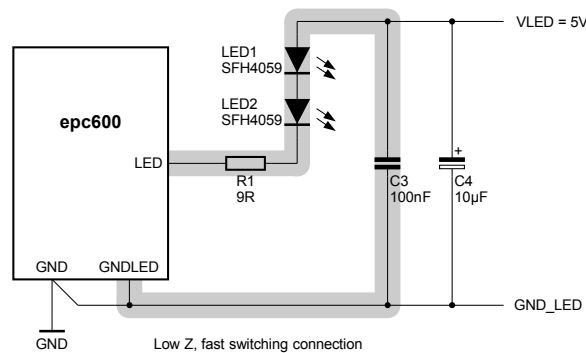 VLED = 5V
LED1
SFH4059
LED2
SFH4059
epc600
LED
R1
9R
C3
100nF
+
C4
10µF
GND
GNDLED
GND_LED
GND
Low Z, fast switching connection